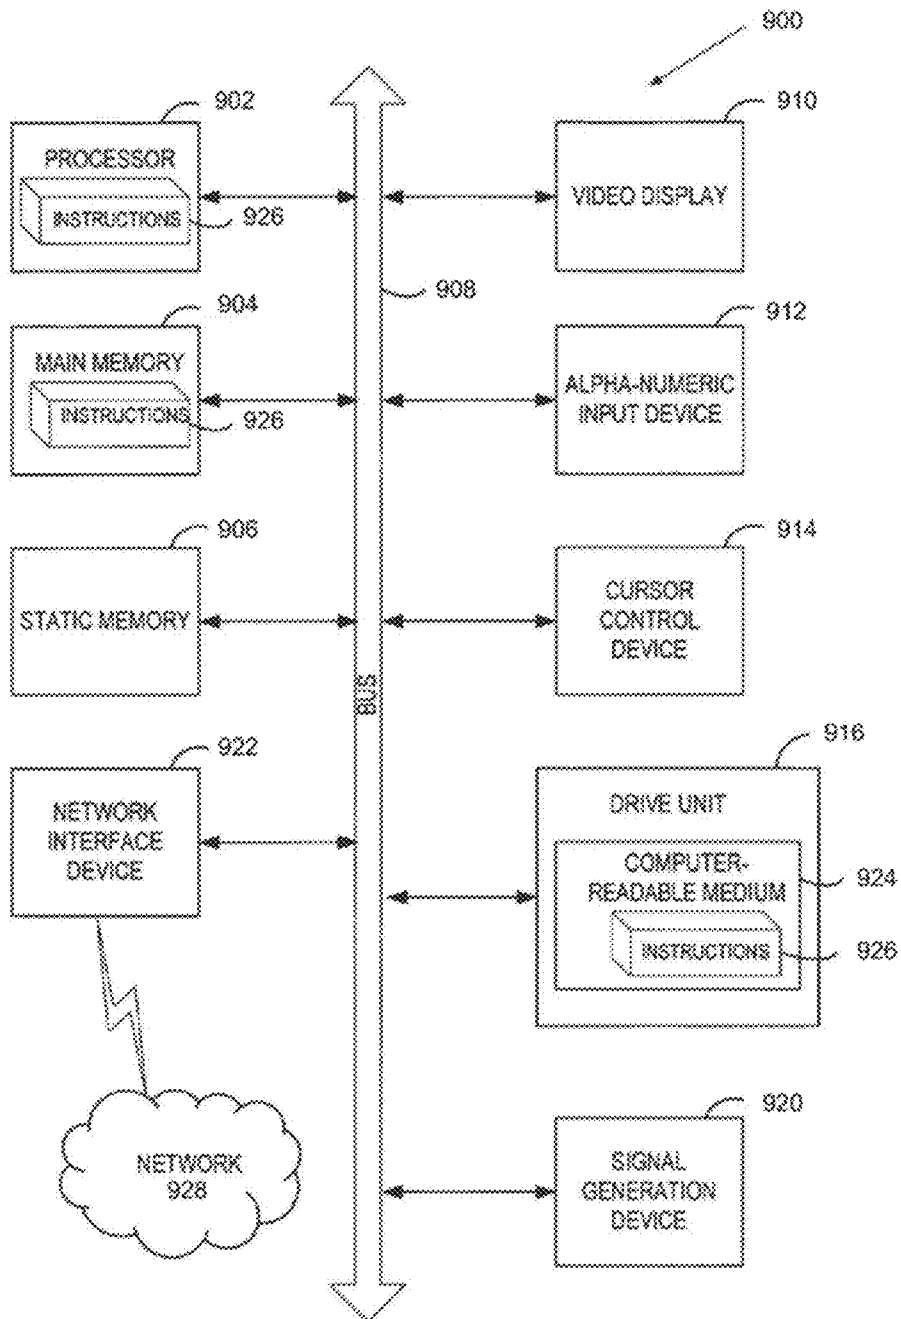 900
902
PROCESSOR
INSTRUCTIONS
926
910
VIDEO DISPLAY
908
904
MAIN MEMORY
INSTRUCTIONS
926
912
ALPHA-NUMERIC
INPUT DEVICE
906
STATIC MEMORY
914
CURSOR
CONTROL
DEVICE
BUS
922
NETWORK
INTERFACE
DEVICE
916
DRIVE UNIT
COMPUTER-
READABLE MEDIUM
924
INSTRUCTIONS
926
NETWORK
928
920
SIGNAL
GENERATION
DEVICE